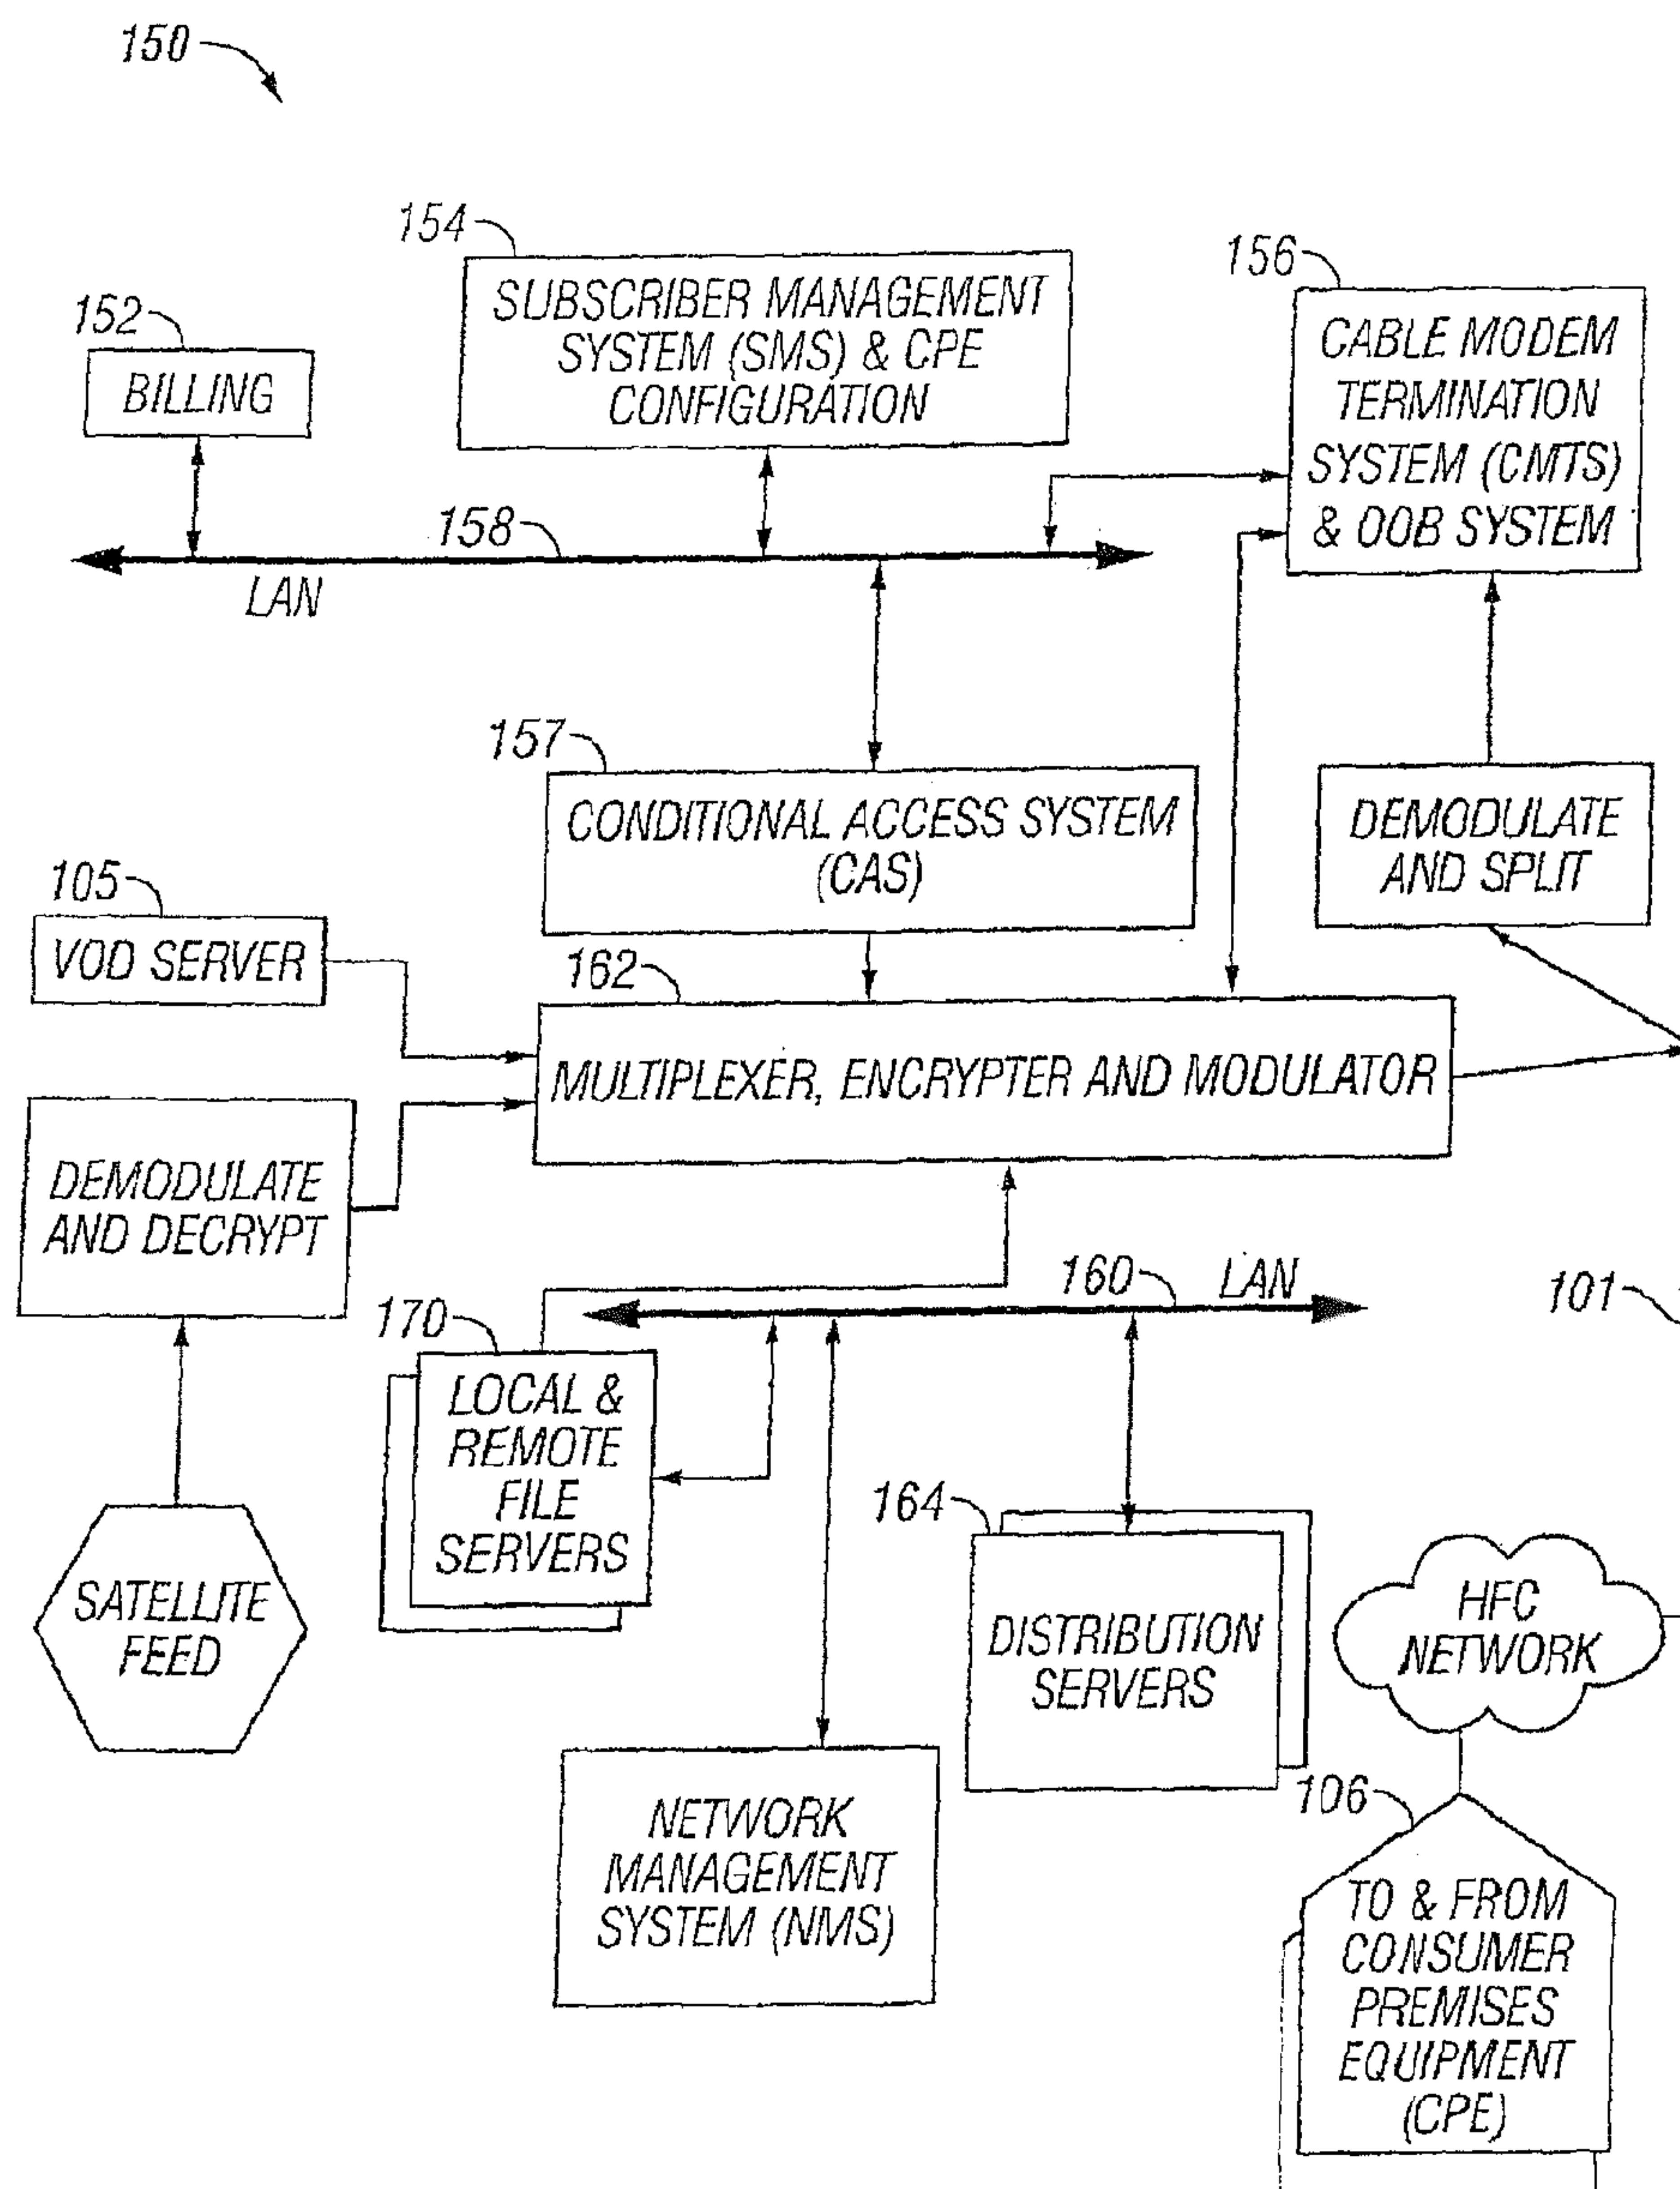 150
154
SUBSCRIBER MANAGEMENT
SYSTEM (SMS) & CPE
CONFIGURATION
156
CABLE MODEM
TERMINATION
SYSTEM (CMTS)
& OOB SYSTEM
152
BILLING
158
LAN
157
CONDITIONAL ACCESS SYSTEM
(CAS)
DEMODULATE
AND SPLIT
105
VOD SERVER
162
MULTIPLEXER, ENCRYPTER AND MODULATOR
DEMODULATE
AND DECRYPT
160
LAN
101
170
LOCAL &
REMOTE
FILE
SERVERS
164
DISTRIBUTION
SERVERS
SATELLITE
FEED
HFC
NETWORK
NETWORK
MANAGEMENT
SYSTEM (NMS)
106
TO & FROM
CONSUMER
PREMISES
EQUIPMENT
(CPE)